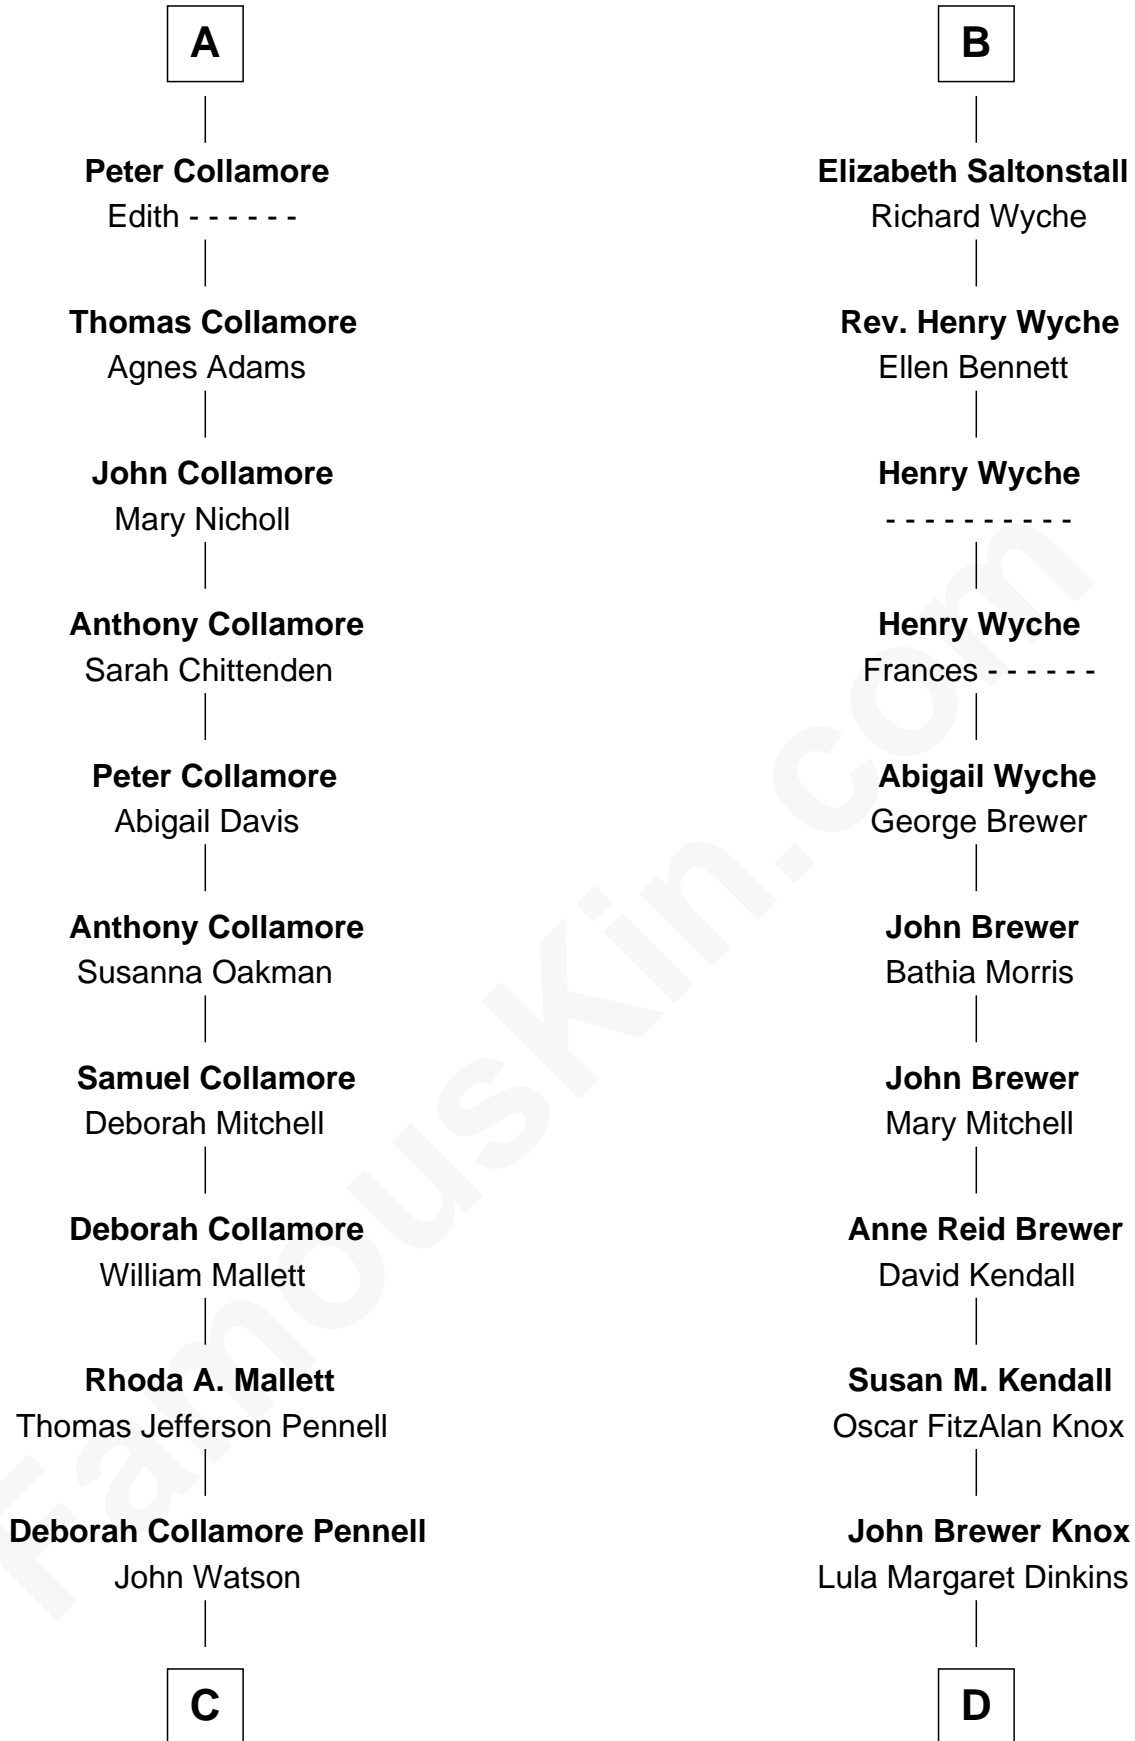 A
Peter Collamore
Edith - - - - - -
Thomas Collamore
Agnes Adams
John Collamore
Mary Nicholl
Anthony Collamore
Sarah Chittenden
Peter Collamore
Abigail Davis
Anthony Collamore
Susanna Oakman
Samuel Collamore
Deborah Mitchell
Deborah Collamore
William Mallett
Rhoda A. Mallett
Thomas Jefferson Pennell
Deborah Collamore Pennell
John Watson
C
B
Elizabeth Saltonstall
Richard Wyche
Rev. Henry Wyche
Ellen Bennett
Henry Wyche
- - - - - - - - - -
Henry Wyche
Frances - - - - - -
Abigail Wyche
George Brewer
John Brewer
Bathia Morris
John Brewer
Mary Mitchell
Anne Reid Brewer
David Kendall
Susan M. Kendall
Oscar FitzAlan Knox
John Brewer Knox
Lula Margaret Dinkins
D
FamousKin.com